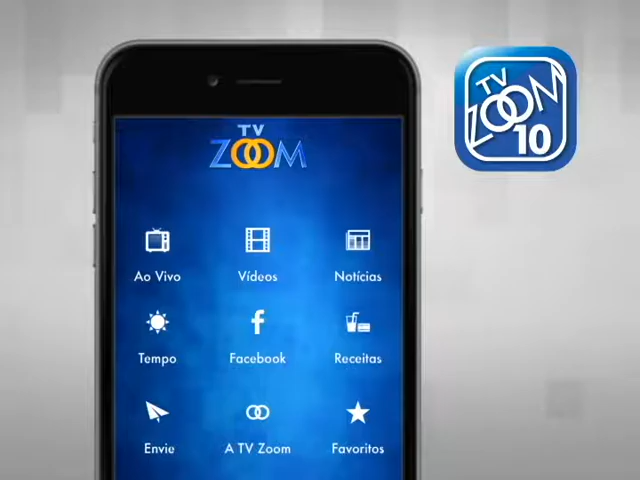 TV
ZOOM
TV
ZOOM
10
Ao Vivo
Vídeos
Notícias
Tempo
Facebook
Receitas
Envie
A TV Zoom
Favoritos